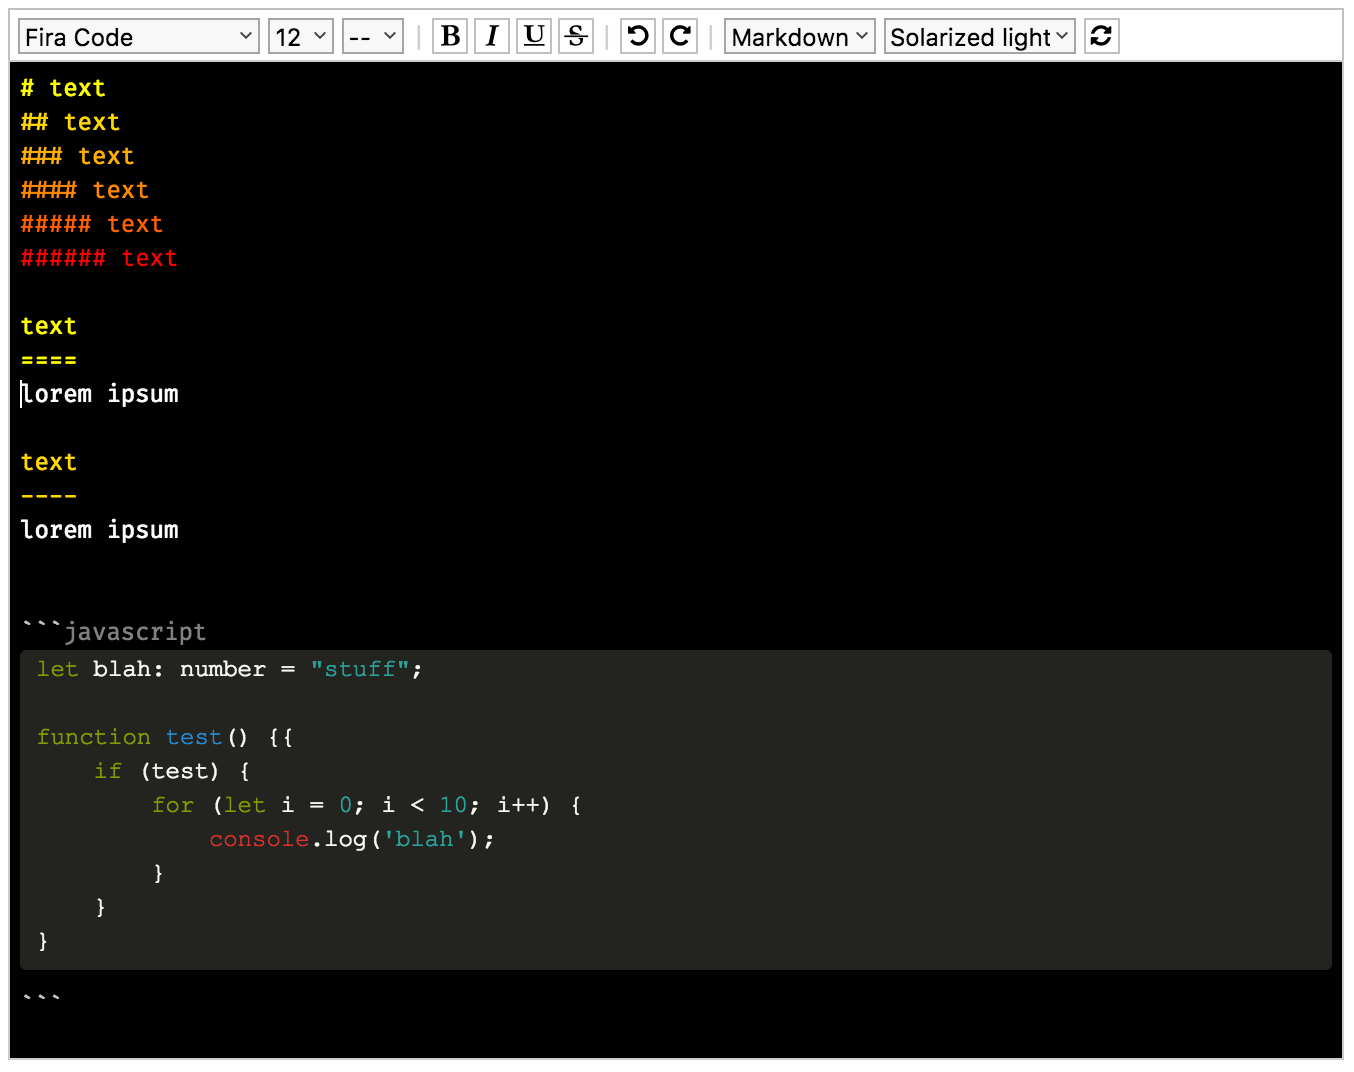 Fira Code 12 -- | B I U S | | Markdown Solarized light
# text
## text
### text
#### text
##### text
###### text
text
====
lorem ipsum
text
----
lorem ipsum
```javascript
let blah: number = "stuff";
function test() {{
    if (test) {
        for (let i = 0; i < 10; i++) {
            console.log('blah');
        }
    }
}
```